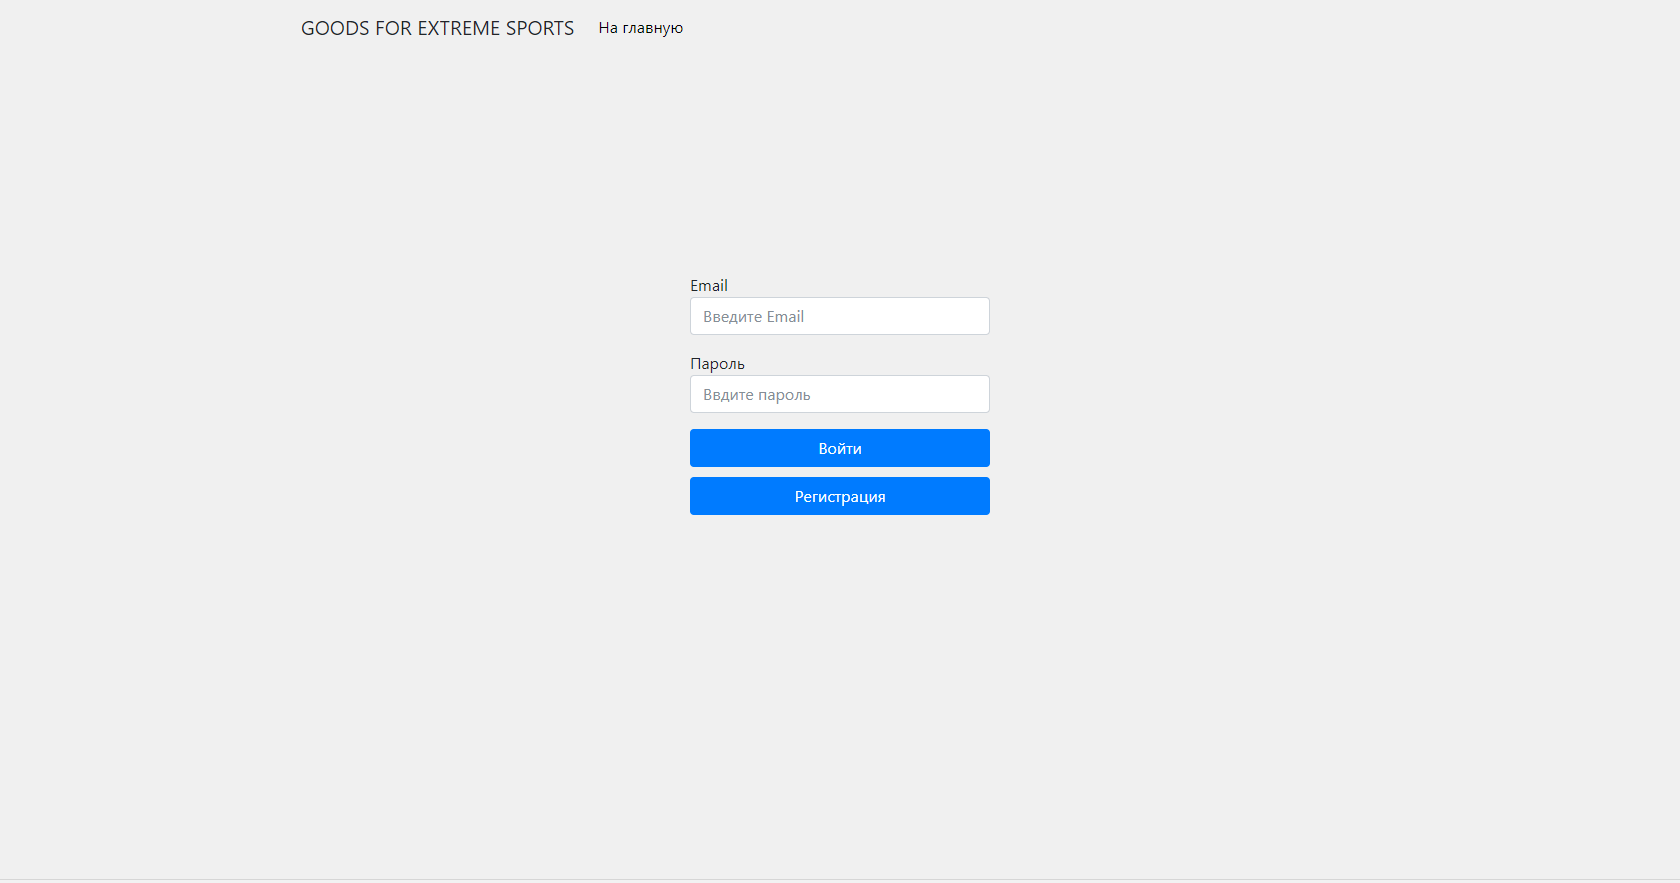 GOODS FOR EXTREME SPORTS На главную
Email
Введите Email
Пароль
Ввдите пароль
Войти
Регистрация